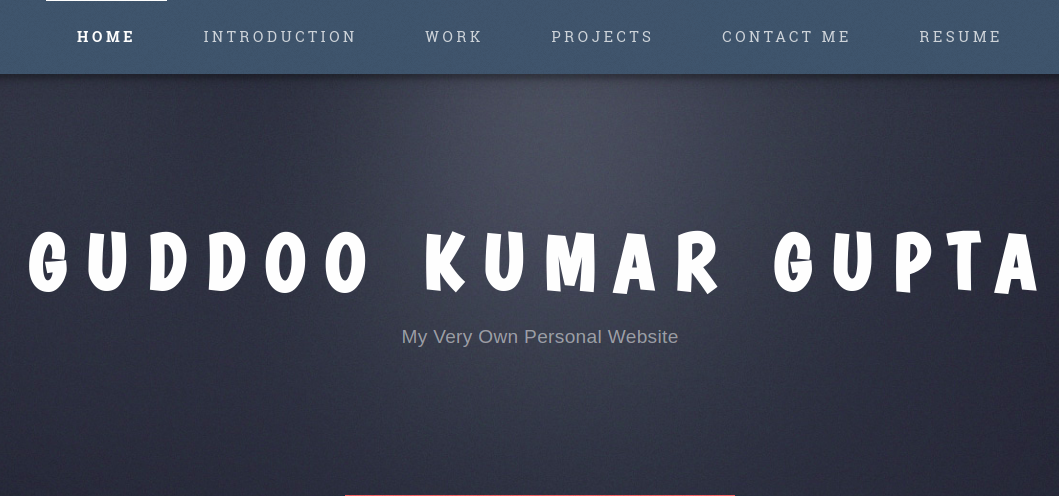 HOME INTRODUCTION WORK PROJECTS CONTACT ME RESUME
GUDDOO KUMAR GUPTA
My Very Own Personal Website